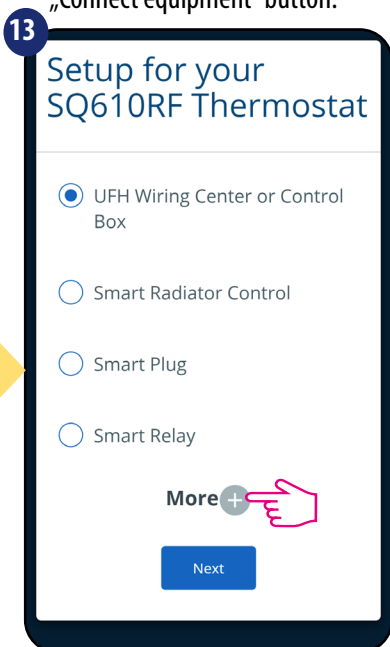 „Connect equipment" button.
13
Setup for your
SQ610RF Thermostat
UFH Wiring Center or Control
Box
Smart Radiator Control
Smart Plug
Smart Relay
More +
Next